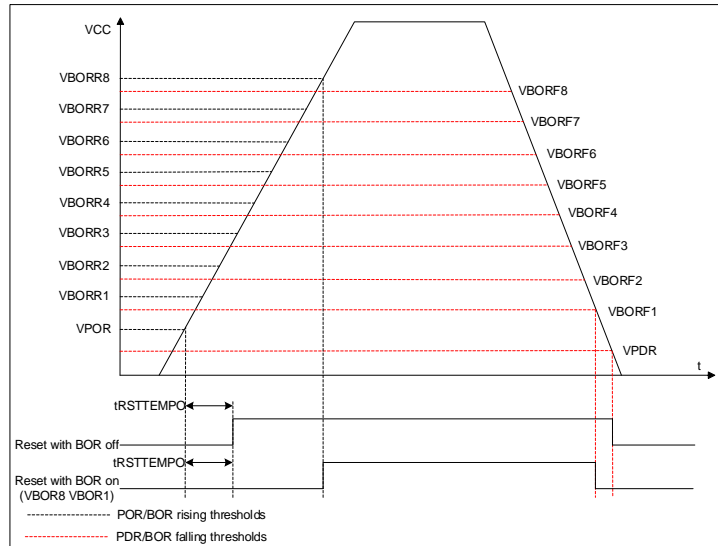 VCC
VBORR8
VBORF8
VBORR7
VBORF7
VBORR6
VBORF6
VBORR5
VBORF5
VBORR4
VBORF4
VBORR3
VBORF3
VBORR2
VBORF2
VBORR1
VBORF1
VPOR
VPDR
t
tRSTTEMPO
Reset with BOR off
tRSTTEMPO
Reset with BOR on
(VBOR8 VBOR1)
POR/BOR rising thresholds
PDR/BOR falling thresholds